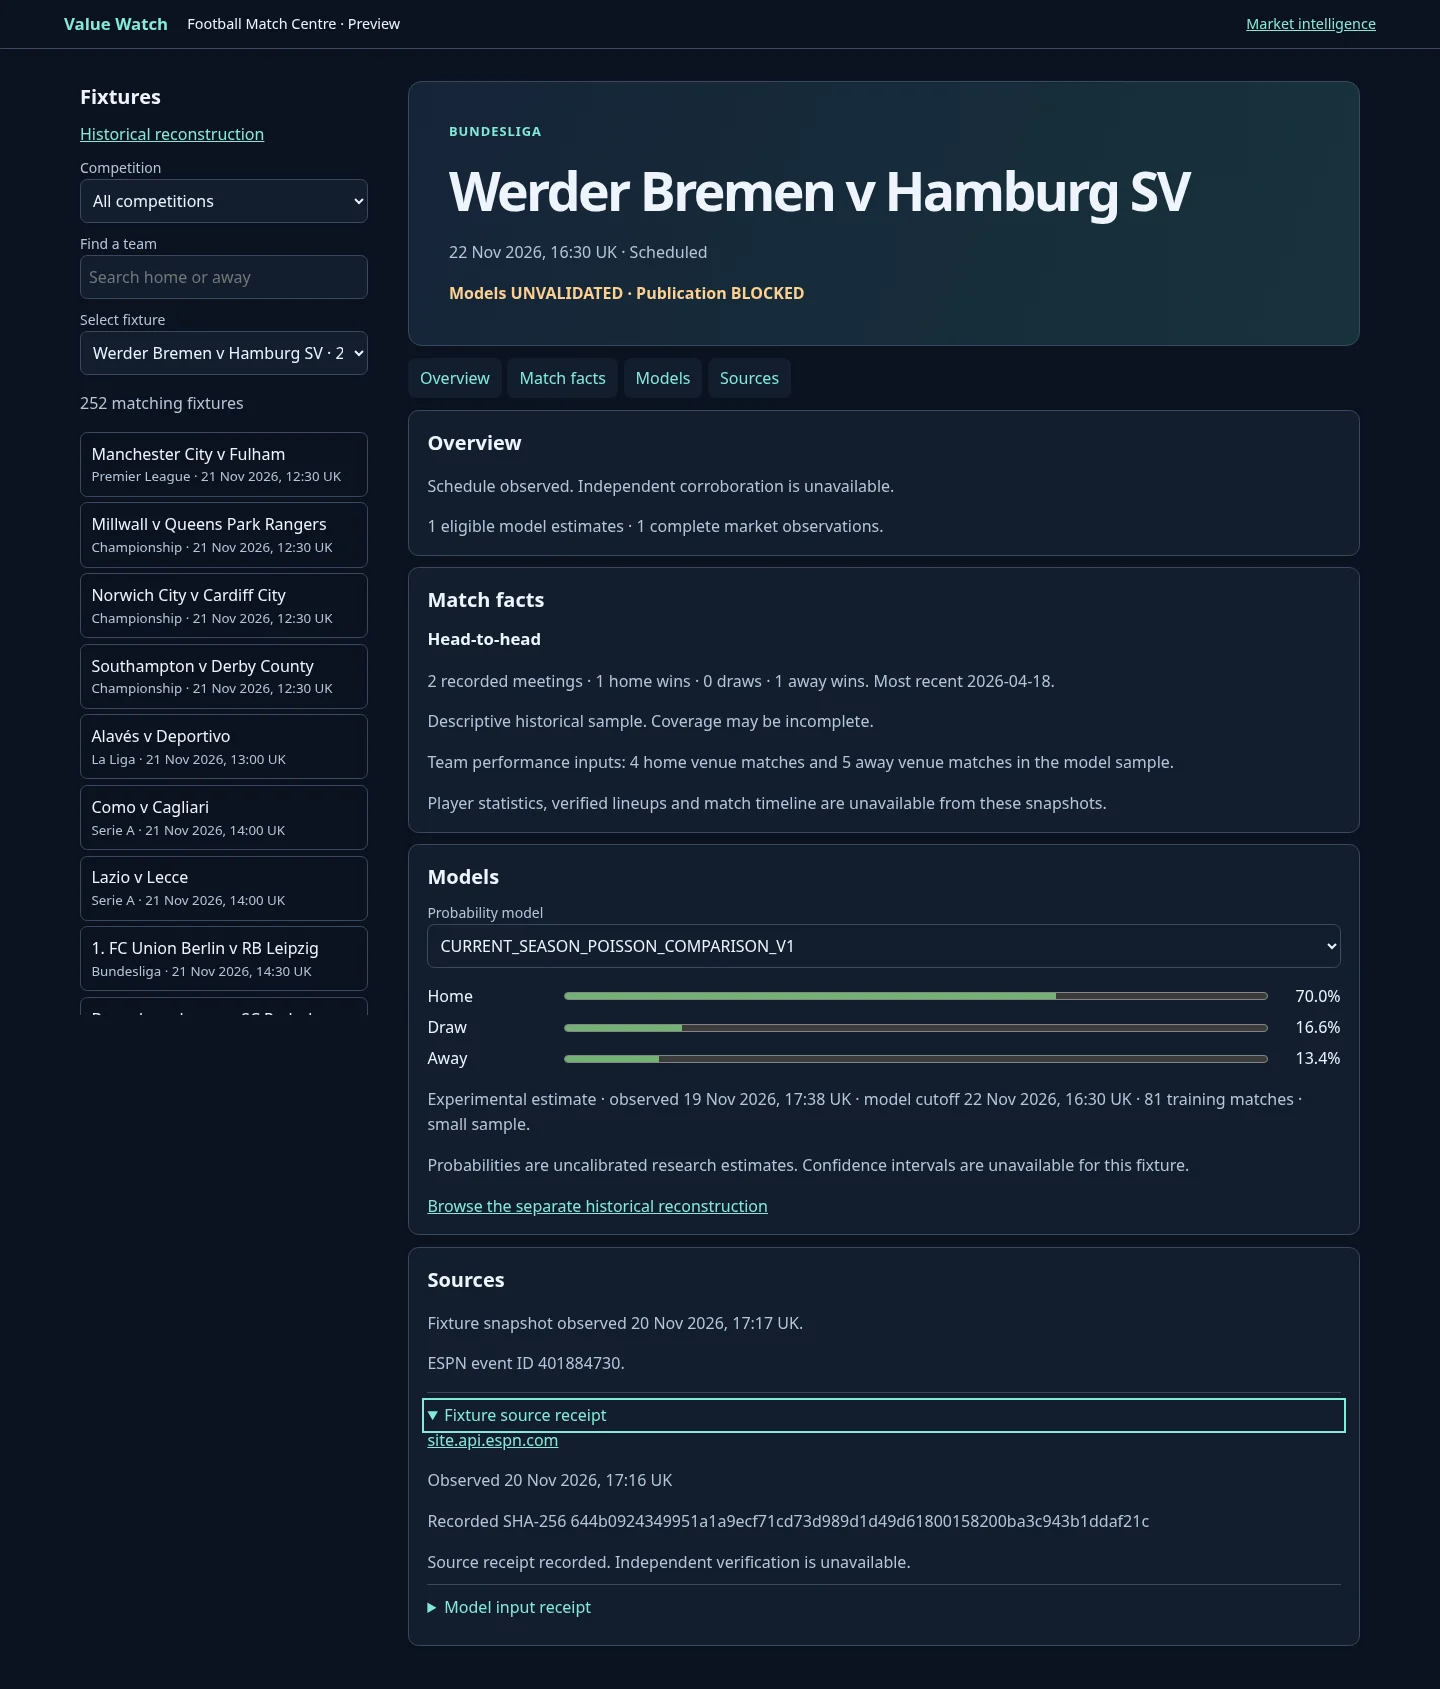 Value Watch
Football Match Centre · Preview
Market intelligence
Fixtures
Historical reconstruction
Competition
All competitions
Find a team
Search home or away
Select fixture
Werder Bremen v Hamburg SV · 2
252 matching fixtures
Manchester City v Fulham
Premier League · 21 Nov 2026, 12:30 UK
Millwall v Queens Park Rangers
Championship · 21 Nov 2026, 12:30 UK
Norwich City v Cardiff City
Championship · 21 Nov 2026, 12:30 UK
Southampton v Derby County
Championship · 21 Nov 2026, 12:30 UK
Alavés v Deportivo
La Liga · 21 Nov 2026, 13:00 UK
Como v Cagliari
Serie A · 21 Nov 2026, 14:00 UK
Lazio v Lecce
Serie A · 21 Nov 2026, 14:00 UK
1. FC Union Berlin v RB Leipzig
Bundesliga · 21 Nov 2026, 14:30 UK
BUNDESLIGA
Werder Bremen v Hamburg SV
22 Nov 2026, 16:30 UK · Scheduled
Models UNVALIDATED · Publication BLOCKED
Overview
Match facts
Models
Sources
Overview
Schedule observed. Independent corroboration is unavailable.
1 eligible model estimates · 1 complete market observations.
Match facts
Head-to-head
2 recorded meetings · 1 home wins · 0 draws · 1 away wins. Most recent 2026-04-18.
Descriptive historical sample. Coverage may be incomplete.
Team performance inputs: 4 home venue matches and 5 away venue matches in the model sample.
Player statistics, verified lineups and match timeline are unavailable from these snapshots.
Models
Probability model
CURRENT_SEASON_POISSON_COMPARISON_V1
Home 70.0%
Draw 16.6%
Away 13.4%
Experimental estimate · observed 19 Nov 2026, 17:38 UK · model cutoff 22 Nov 2026, 16:30 UK · 81 training matches ·
small sample.
Probabilities are uncalibrated research estimates. Confidence intervals are unavailable for this fixture.
Browse the separate historical reconstruction
Sources
Fixture snapshot observed 20 Nov 2026, 17:17 UK.
ESPN event ID 401884730.
▼ Fixture source receipt
site.api.espn.com
Observed 20 Nov 2026, 17:16 UK
Recorded SHA-256 644b0924349951a1a9ecf71cd73d989d1d49d61800158200ba3c943b1ddaf21c
Source receipt recorded. Independent verification is unavailable.
▶ Model input receipt